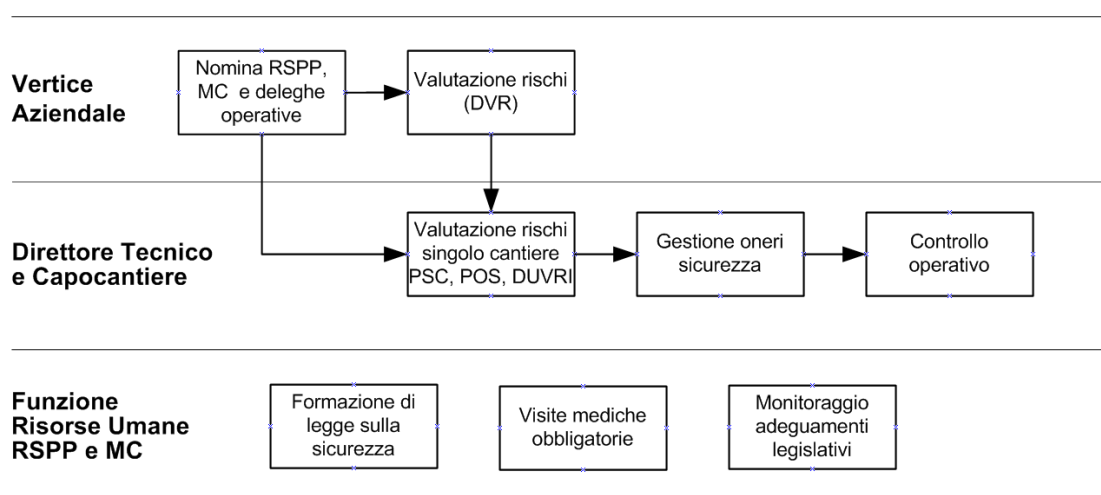 Vertice
Aziendale
Nomina RSPP,
MC e deleghe
operative
Valutazione rischi
(DVR)
Direttore Tecnico
e Capocantiere
Valutazione rischi
singolo cantiere
PSC, POS, DUVRI
Gestione oneri
sicurezza
Controllo
operativo
Funzione
Risorse Umane
RSPP e MC
Formazione di
legge sulla
sicurezza
Visite mediche
obbligatorie
Monitoraggio
adeguamenti
legislativi